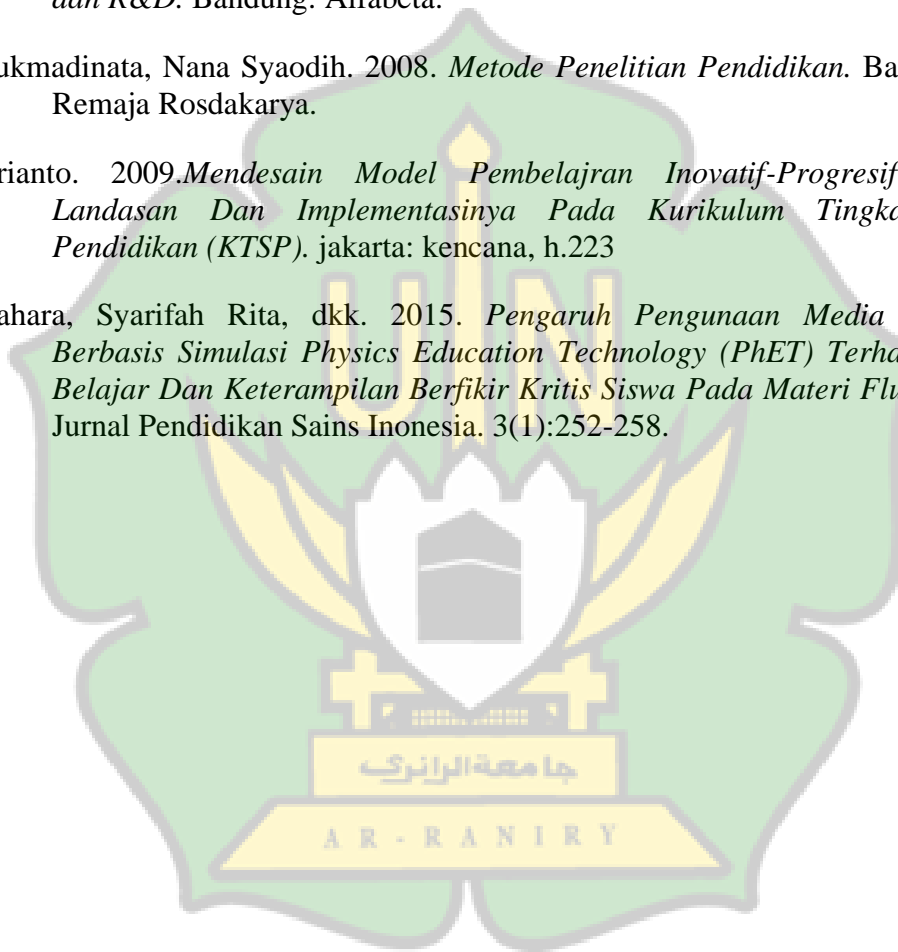 dan R&D. Bandung: Alfabeta.
ukmadinata, Nana Syaodih. 2008. Metode Penelitian Pendidikan. Ba
Remaja Rosdakarya.
rianto. 2009.Mendesain Model Pembelajran Inovatif-Progresif
Landasan Dan Implementasinya Pada Kurikulum Tingka
Pendidikan (KTSP). jakarta: kencana, h.223
ahara, Syarifah Rita, dkk. 2015. Pengaruh Pengunaan Media
Berbasis Simulasi Physics Education Technology (PhET) Terha
Belajar Dan Keterampilan Berfikir Kritis Siswa Pada Materi Flu
Jurnal Pendidikan Sains Inonesia. 3(1):252-258.
UIN
جامعة الرانري
AR-RANIRY